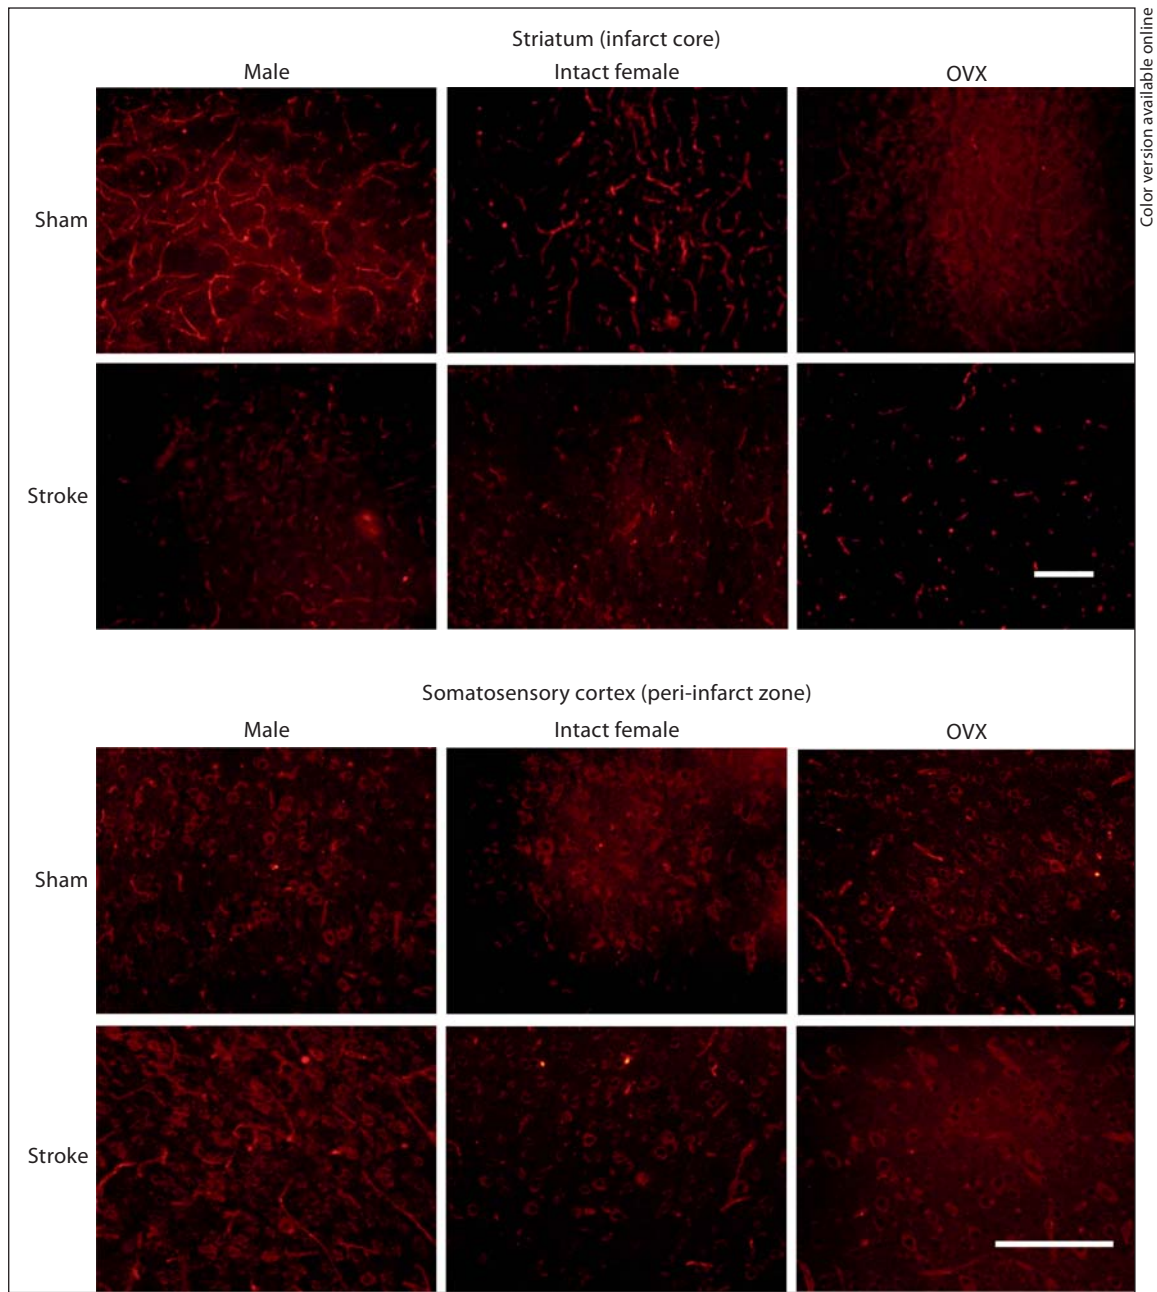 Striatum (infarct core)
Male Intact female OVX
Sham
Stroke
Somatosensory cortex (peri-infarct zone)
Male Intact female OVX
Sham
Stroke
Color version available online